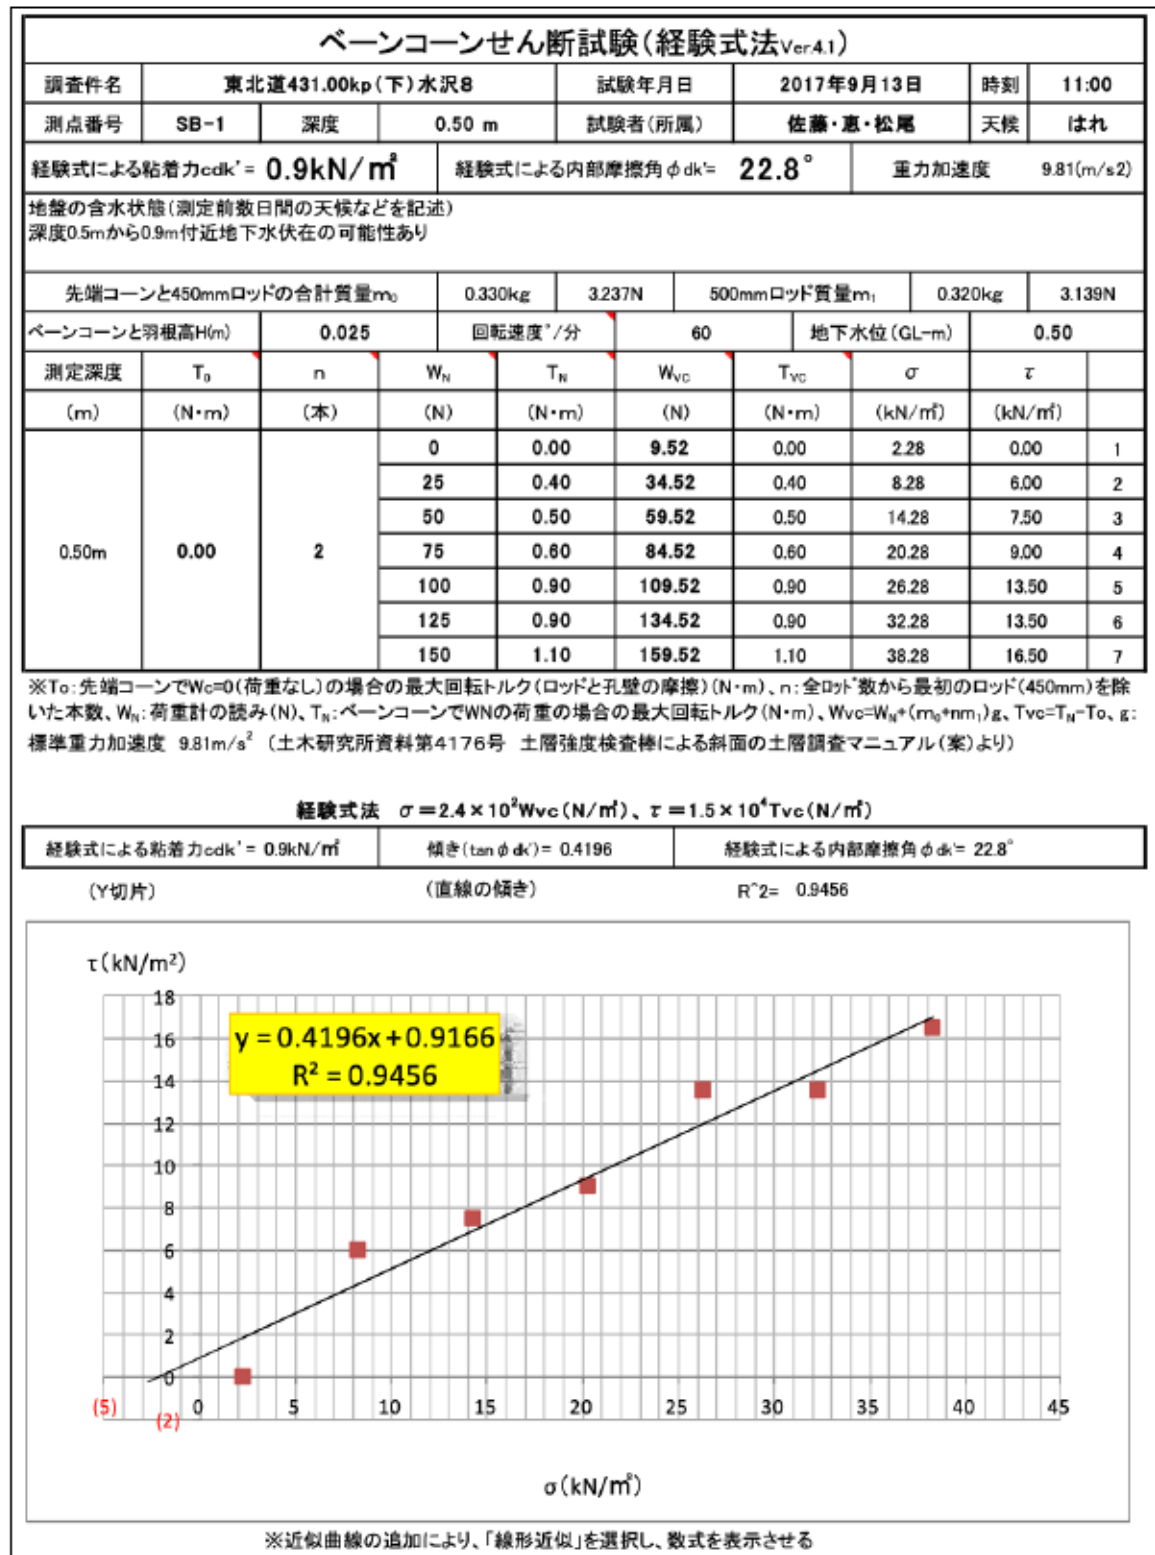 ベーンコーンせん断試験(経験式法Ver.4.1)
調査件名 東北道431.00kp(下)水沢8 試験年月日 2017年9月13日 時刻 11:00
測点番号 SB-1 深度 0.50 m 試験者(所属) 佐藤・恵・松尾 天候 はれ
経験式による粘着力cdk'= 0.9kN/㎡ 経験式による内部摩擦角φdk'= 22.8° 重力加速度 9.81(m/s2)
地盤の含水状態(測定前数日間の天候などを記述)
深度0.5mから0.9m付近地下水伏在の可能性あり
先端コーンと450mmロッドの合計質量m₀ 0.330kg 3.237N 500mmロッド質量m₁ 0.320kg 3.139N
ベーンコーンと羽根高H(m) 0.025 回転速度°/分 60 地下水位(GL-m) 0.50
測定深度 T₀ n W_N T_N W_VC T_VC σ τ
(m) (N・m) (本) (N) (N・m) (N) (N・m) (kN/㎡) (kN/㎡)
0 0.00 9.52 0.00 2.28 0.00 1
25 0.40 34.52 0.40 8.28 6.00 2
50 0.50 59.52 0.50 14.28 7.50 3
0.50m 0.00 2 75 0.60 84.52 0.60 20.28 9.00 4
100 0.90 109.52 0.90 26.28 13.50 5
125 0.90 134.52 0.90 32.28 13.50 6
150 1.10 159.52 1.10 38.28 16.50 7
※To:先端コーンでWc=0(荷重なし)の場合の最大回転トルク(ロッドと孔壁の摩擦)(N・m)、n:全ロッド数から最初のロッド(450mm)を除
いた本数、W_N:荷重計の読み(N)、T_N:ベーンコーンでWNの荷重の場合の最大回転トルク(N・m)、Wvc=W_N+(m₀+nm₁)g、Tvc=T_N-To、g:
標準重力加速度 9.81m/s² (土木研究所資料第4176号 土層強度検査棒による斜面の土層調査マニュアル(案)より)
経験式法 σ=2.4×10²Wvc(N/㎡)、τ=1.5×10⁴Tvc(N/㎡)
経験式による粘着力cdk'= 0.9kN/㎡ 傾き(tanφdk')= 0.4196 経験式による内部摩擦角φdk'= 22.8°
(Y切片) (直線の傾き) R^2= 0.9456
τ(kN/m²)
18
y = 0.4196x+0.9166
16
R² = 0.9456
14
12
10
8
6
4
2
0
(5) 0 5 10 15 20 25 30 35 40 45
(2)
σ(kN/㎡)
※近似曲線の追加により、「線形近似」を選択し、数式を表示させる